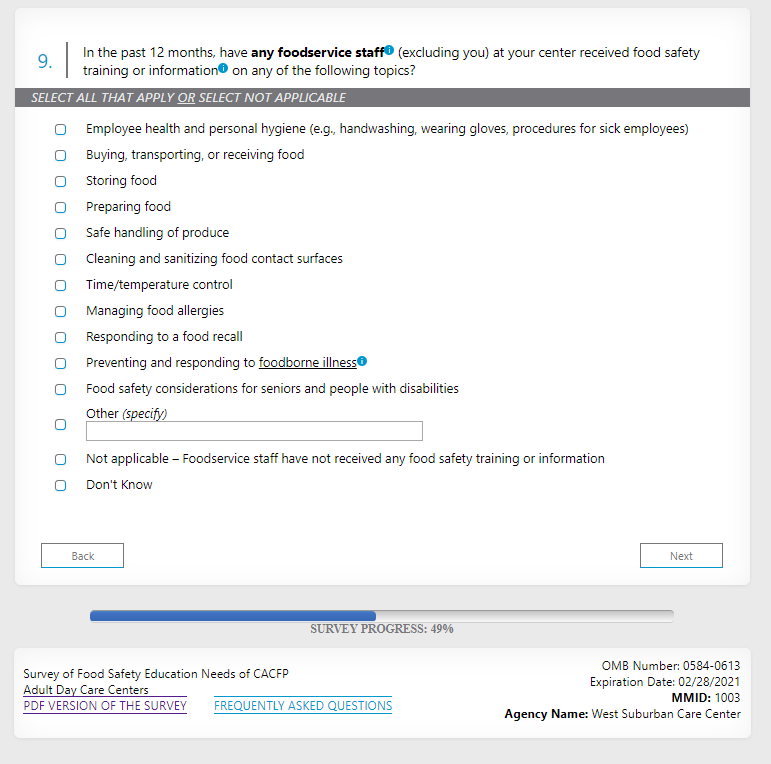 9.
In the past 12 months, have any foodservice staff (excluding you) at your center received food safety
training or information on any of the following topics?
SELECT ALL THAT APPLY OR SELECT NOT APPLICABLE
Employee health and personal hygiene (e.g., handwashing, wearing gloves, procedures for sick employees)
Buying, transporting, or receiving food
Storing food
Preparing food
Safe handling of produce
Cleaning and sanitizing food contact surfaces
Time/temperature control
Managing food allergies
Responding to a food recall
Preventing and responding to foodborne illness
Food safety considerations for seniors and people with disabilities
Other (specify)
Not applicable – Foodservice staff have not received any food safety training or information
Don't Know
Back
Next
SURVEY PROGRESS: 49%
Survey of Food Safety Education Needs of CACFP
Adult Day Care Centers
PDF VERSION OF THE SURVEY
FREQUENTLY ASKED QUESTIONS
OMB Number: 0584-0613
Expiration Date: 02/28/2021
MMID: 1003
Agency Name: West Suburban Care Center